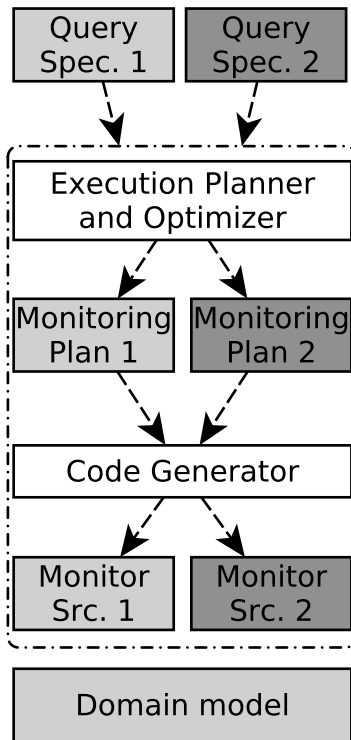 Query
Spec. 1
Query
Spec. 2
Execution Planner
and Optimizer
Monitoring
Plan 1
Monitoring
Plan 2
Code Generator
Monitor
Src. 1
Monitor
Src. 2
Domain model